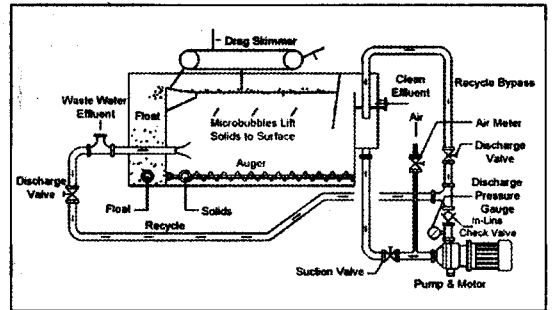 Drag Skimmer
Clean
Effluent
Recycle Bypass
Waste Water
Effluent
Float
Microbubbles Lift
Solids to Surface
Air
Air Meter
Discharge
Valve
Auger
Discharge
Valve
Discharge
Pressure
Gauge
In-Line
Check Valve
Float
Solids
Recycle
Suction Valve
Pump & Motor